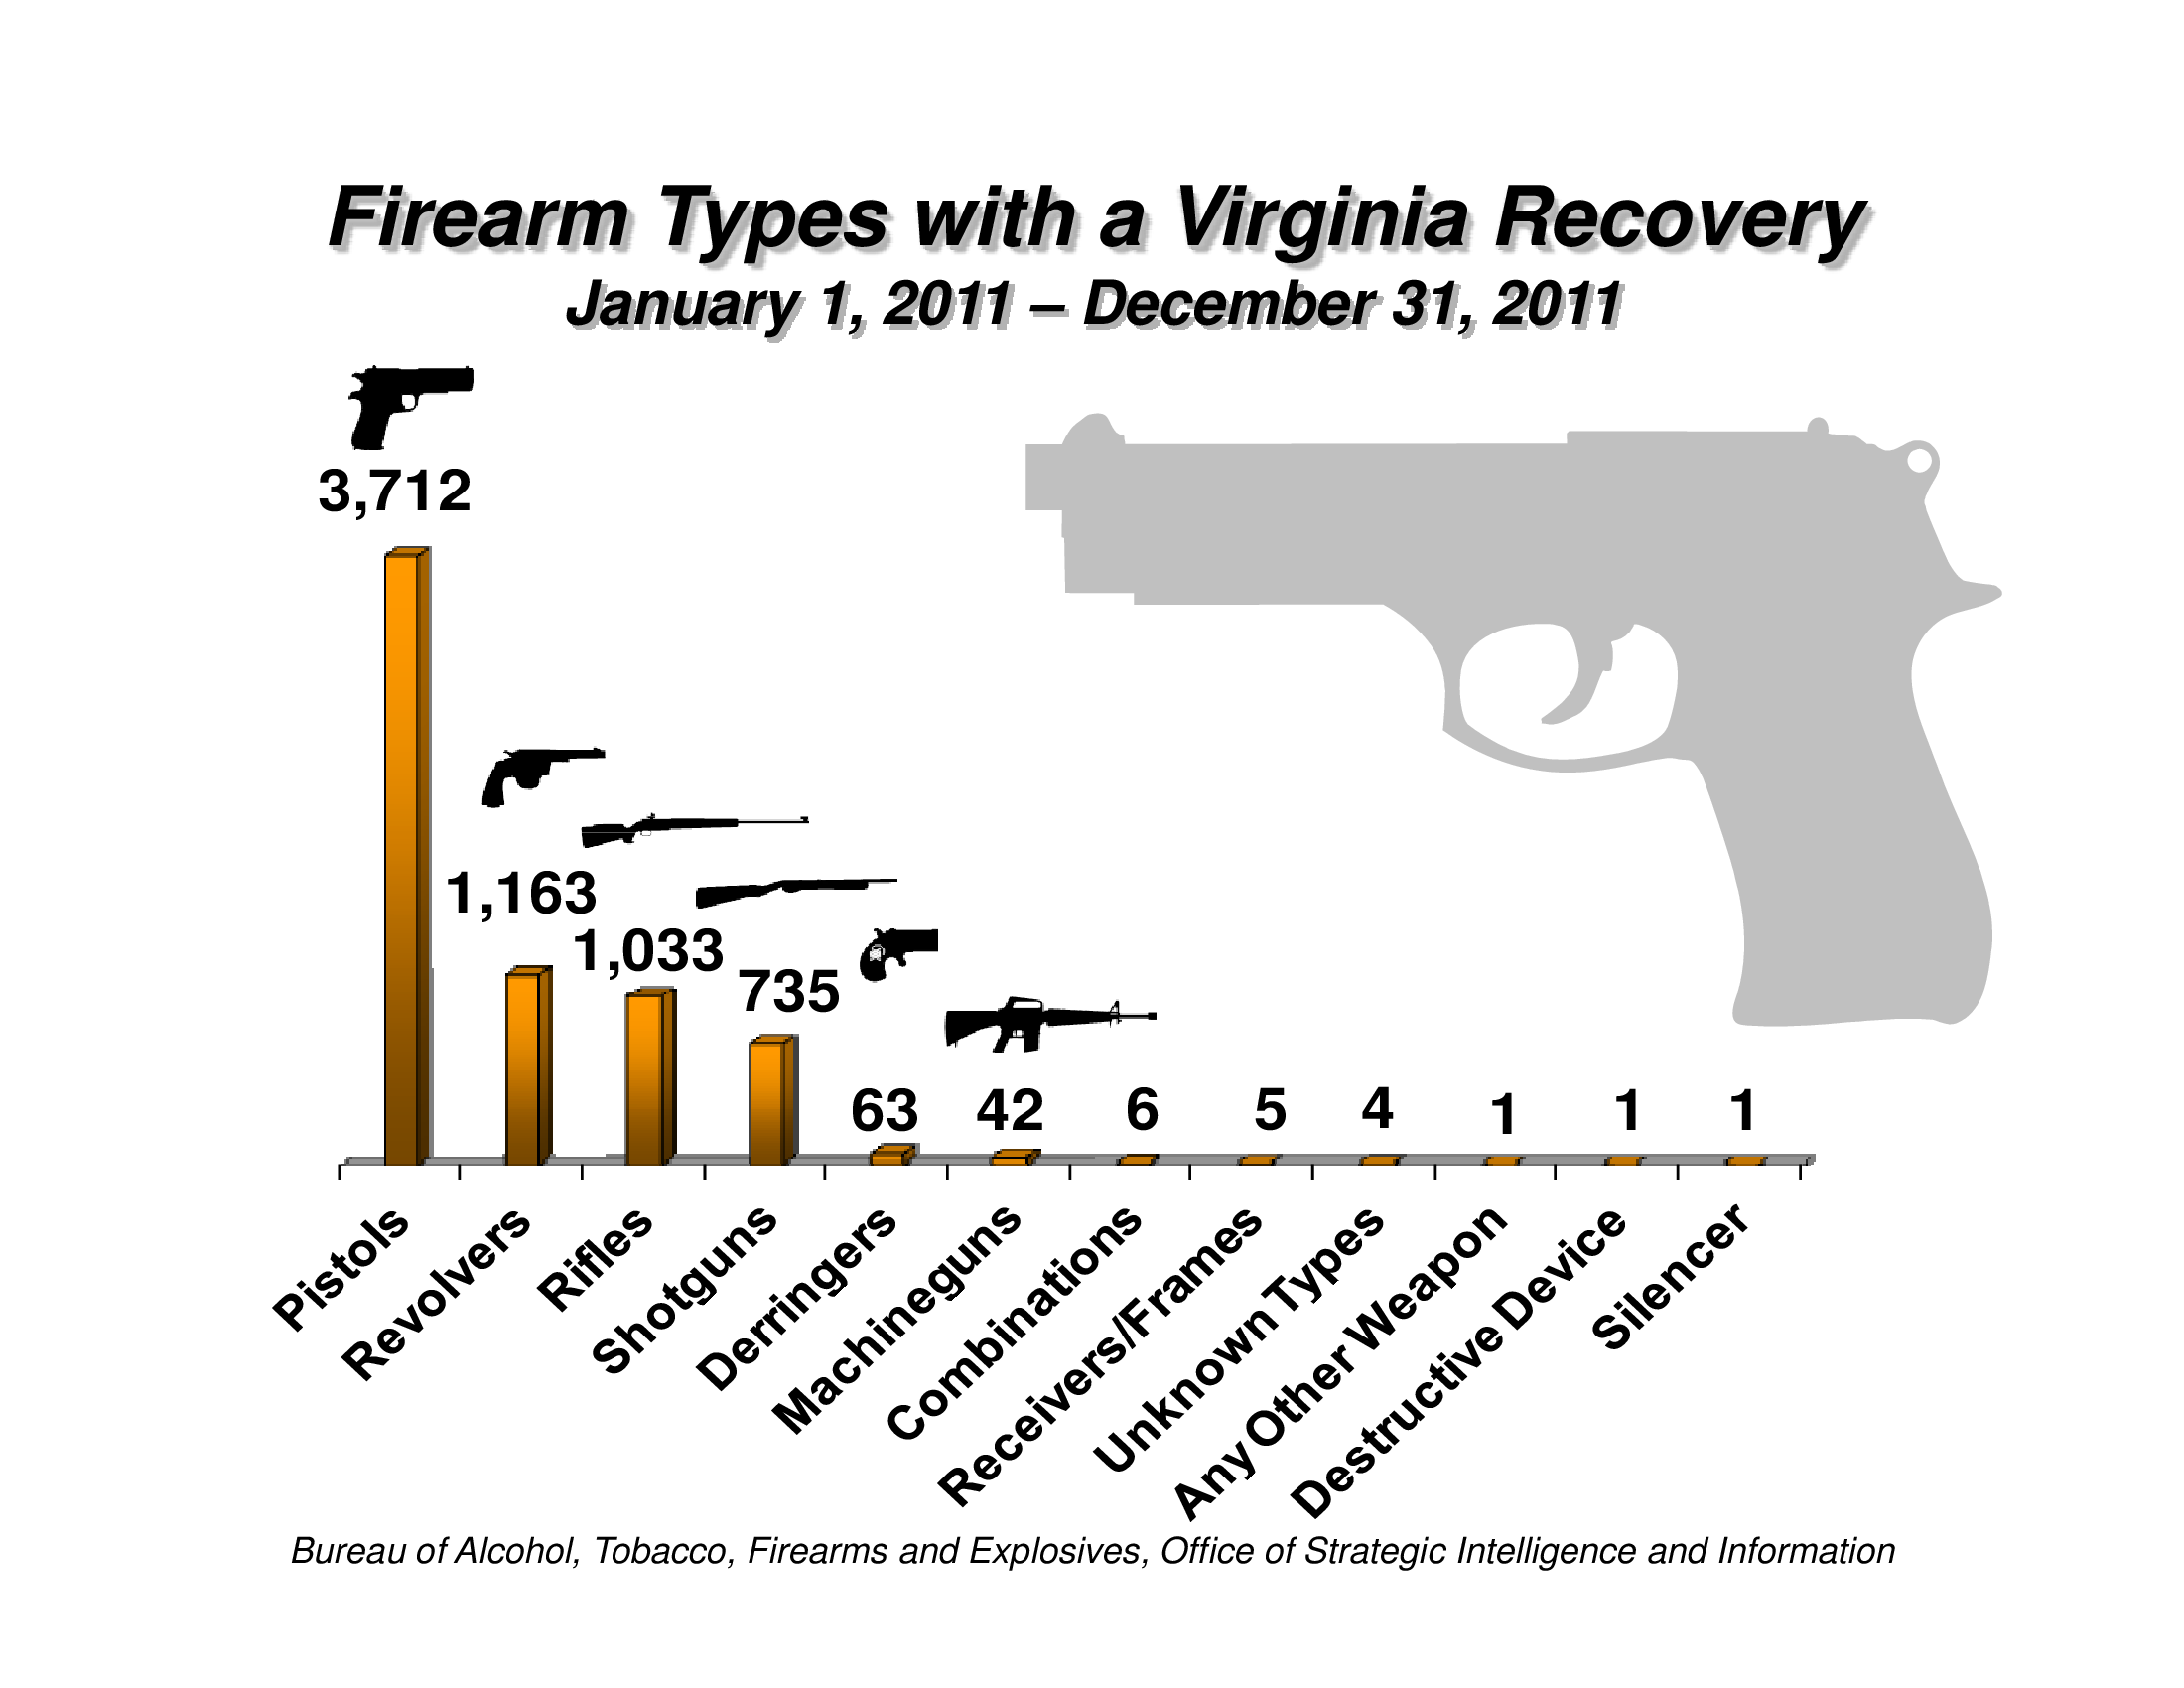 Firearm Types with a Virginia Recovery
January 1, 2011 – December 31, 2011
3,712
1,163
1,033
735
63
42
6
5
4
1
1
1
Pistols
Revolvers
Rifles
Shotguns
Derringers
Machineguns
Combinations
Receivers/Frames
Unknown Types
Any Other Weapon
Destructive Device
Silencer
Bureau of Alcohol, Tobacco, Firearms and Explosives, Office of Strategic Intelligence and Information